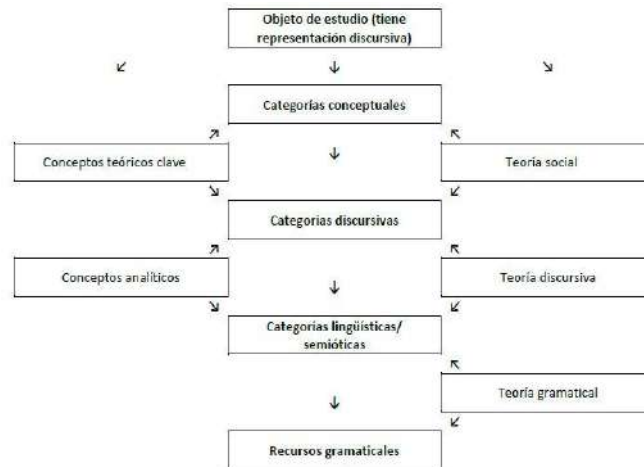 Objeto de estudio (tiene
representación discursiva)
Categorías conceptuales
Conceptos teóricos clave
Teoría social
Categorias discursivas
Conceptos analíticos
Teoría discursiva
Categorías lingüísticas/
semióticas
Teoría gramatical
Recursos gramaticales